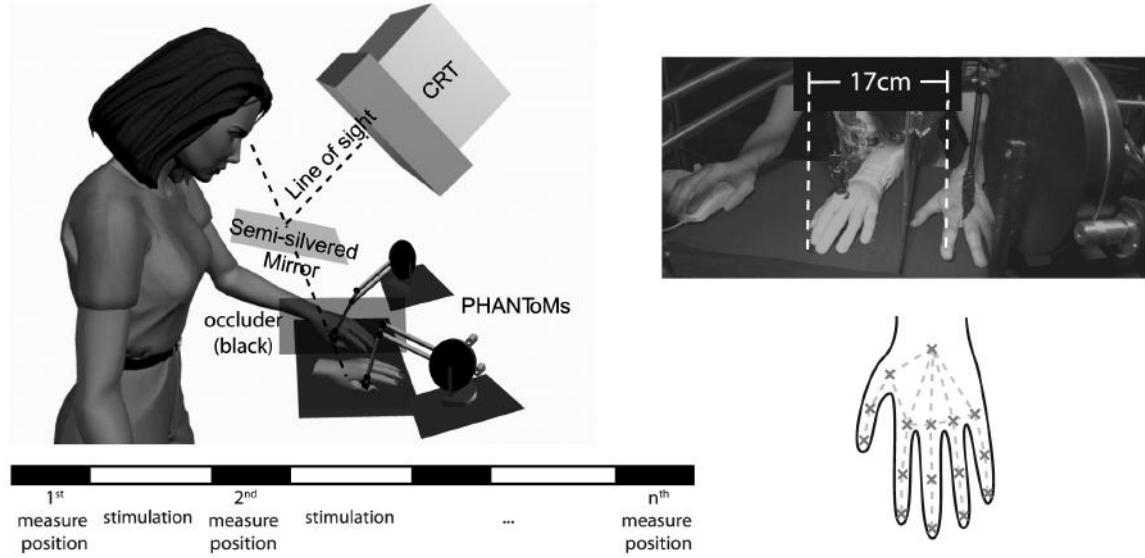 CRT
Line of sight
Semi-silvered
Mirror
occluder
(black)
PHANToMs
17cm
1st
measure
position
stimulation
2nd
measure
position
stimulation
...
nth
measure
position